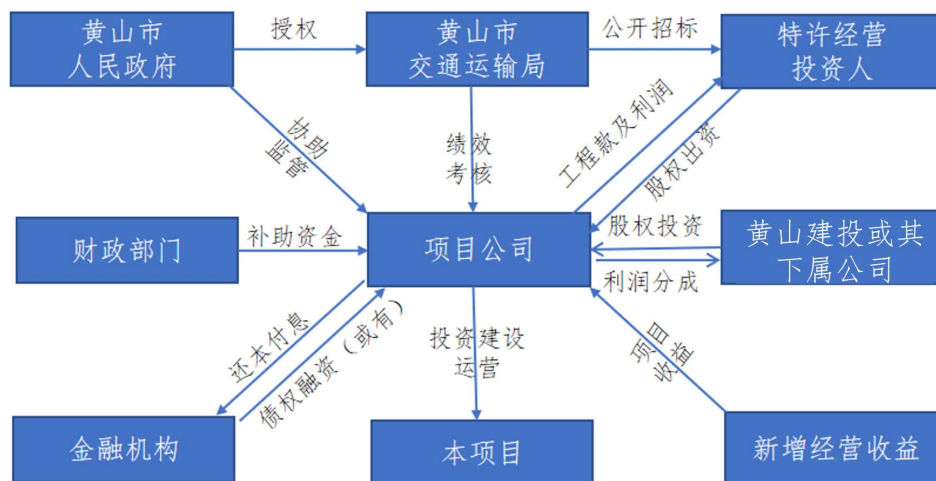 黄山市
人民政府
授权
黄山市
交通运输局
公开招标
特许经营
投资人
协助
监管
绩效
考核
工程款及利润
股权出资
财政部门
补助资金
项目公司
股权投资
利润分成
黄山建投或其
下属公司
还本付息
债权融资（或有）
投资建设
运营
项目
收益
金融机构
本项目
新增经营收益